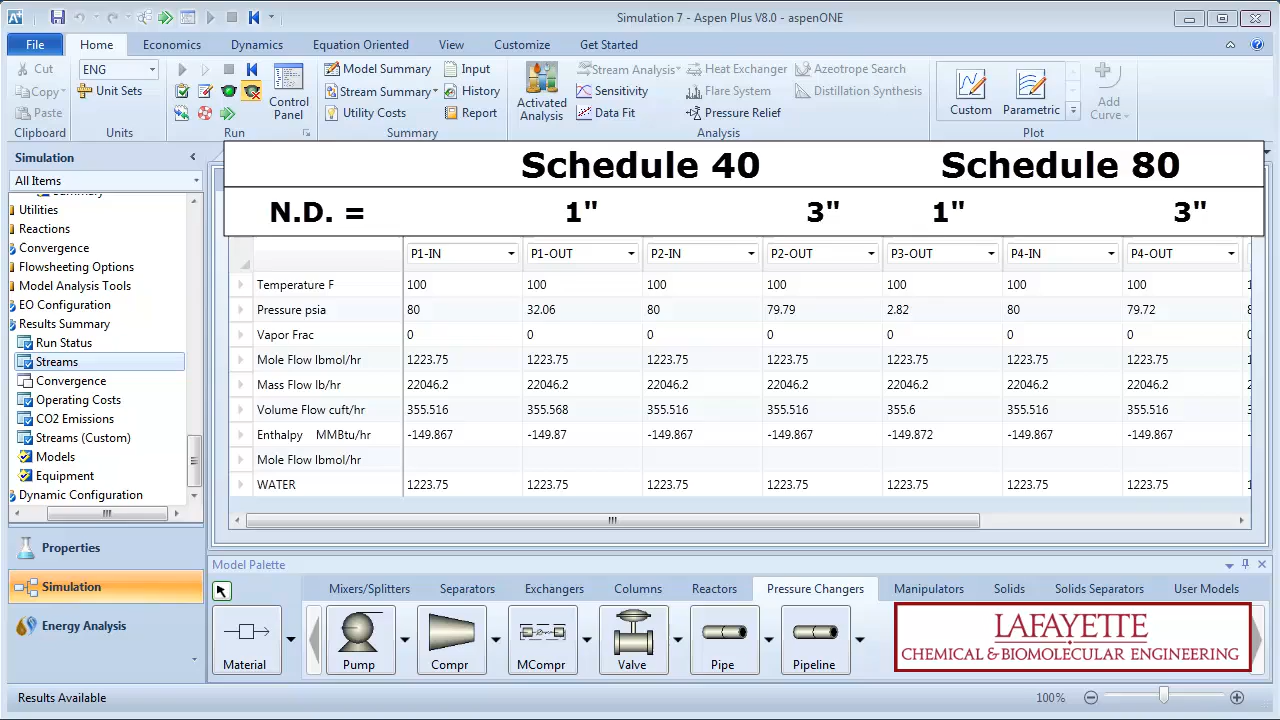 Simulation 7 - Aspen Plus V8.0 - aspenONE
File Home Economics Dynamics Equation Oriented View Customize Get Started
Cut ENG Model Summary Input Stream Analysis Heat Exchanger Azeotrope Search
Copy Unit Sets Stream Summary History Sensitivity Flare System Distillation Synthesis
Paste Utility Costs Report Data Fit Pressure Relief
Control Panel
Activated Analysis
Custom Parametric Add Curve
Clipboard Units Run Summary Analysis Plot
Simulation
All Items
Utilities
Reactions
Convergence
Flowsheeting Options
Model Analysis Tools
EO Configuration
Results Summary
Run Status
Streams
Convergence
Operating Costs
CO2 Emissions
Streams (Custom)
Models
Equipment
Dynamic Configuration
Properties
Simulation
Energy Analysis
Schedule 40 Schedule 80
N.D. = 1" 3" 1" 3"
P1-IN P1-OUT P2-IN P2-OUT P3-OUT P4-IN P4-OUT
Temperature F 100 100 100 100 100 100 100
Pressure psia 80 32.06 80 79.79 2.82 80 79.72
Vapor Frac 0 0 0 0 0 0 0
Mole Flow lbmol/hr 1223.75 1223.75 1223.75 1223.75 1223.75 1223.75 1223.75
Mass Flow lb/hr 22046.2 22046.2 22046.2 22046.2 22046.2 22046.2 22046.2
Volume Flow cuft/hr 355.516 355.568 355.516 355.516 355.6 355.516 355.516
Enthalpy MMBtu/hr -149.867 -149.87 -149.867 -149.867 -149.872 -149.867 -149.867
Mole Flow lbmol/hr
WATER 1223.75 1223.75 1223.75 1223.75 1223.75 1223.75 1223.75
Model Palette
Mixers/Splitters Separators Exchangers Columns Reactors Pressure Changers Manipulators Solids Solids Separators User Models
Material Pump Compr MCompr Valve Pipe Pipeline
LAFAYETTE
CHEMICAL & BIOMOLECULAR ENGINEERING
Results Available 100%